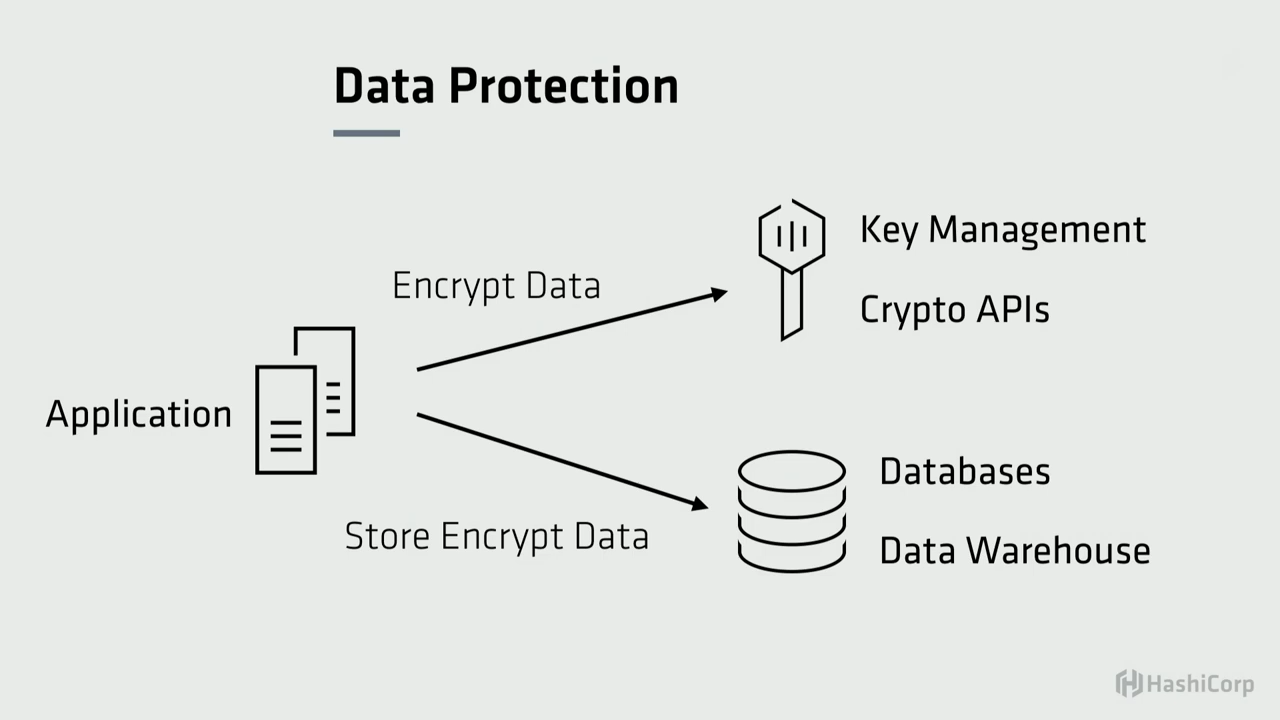 Data Protection
Key Management
Encrypt Data
Crypto APIs
Application
Databases
Store Encrypt Data
Data Warehouse
HashiCorp